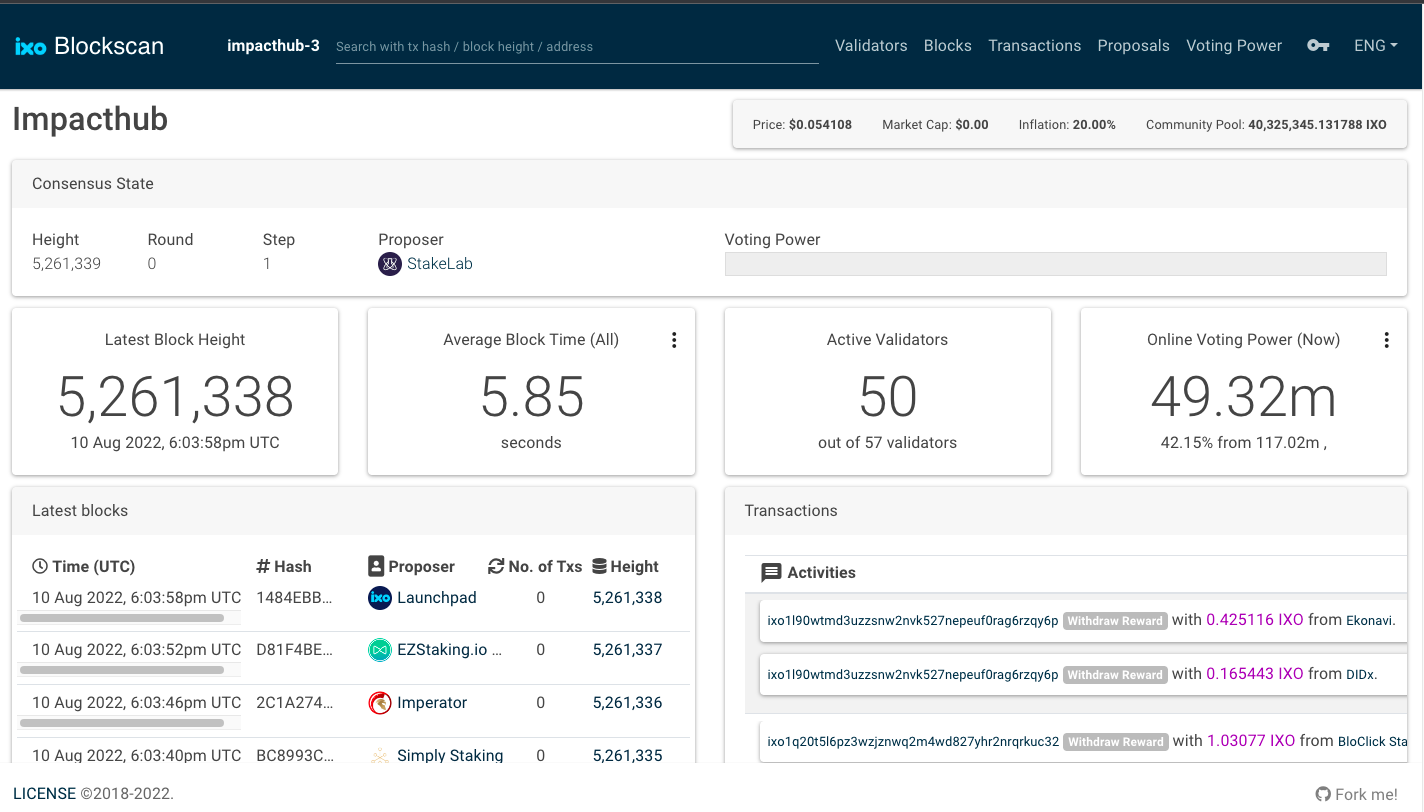 ixo Blockscan impacthub-3 Search with tx hash / block height / address Validators Blocks Transactions Proposals Voting Power ENG
Impacthub
Price: $0.054108 Market Cap: $0.00 Inflation: 20.00% Community Pool: 40,325,345.131788 IXO
Consensus State
Height Round Step Proposer Voting Power
5,261,339 0 1 StakeLab
Latest Block Height
5,261,338
10 Aug 2022, 6:03:58pm UTC
Average Block Time (All)
5.85
seconds
Active Validators
50
out of 57 validators
Online Voting Power (Now)
49.32m
42.15% from 117.02m ,
Latest blocks
Time (UTC) # Hash Proposer No. of Txs Height
10 Aug 2022, 6:03:58pm UTC 1484EBB... ixo Launchpad 0 5,261,338
10 Aug 2022, 6:03:52pm UTC D81F4BE... EZStaking.io ... 0 5,261,337
10 Aug 2022, 6:03:46pm UTC 2C1A274... Imperator 0 5,261,336
10 Aug 2022, 6:03:40pm UTC BC8993C... Simply Staking 0 5,261,335
Transactions
Activities
ixo1l90wtmd3uzzsnw2nvk527nepeuf0rag6rzqy6p Withdraw Reward with 0.425116 IXO from Ekonavi.
ixo1l90wtmd3uzzsnw2nvk527nepeuf0rag6rzqy6p Withdraw Reward with 0.165443 IXO from DIDx.
ixo1q20t5l6pz3wzjznwq2m4wd827yhr2nrqrkuc32 Withdraw Reward with 1.03077 IXO from BloClick Sta
LICENSE ©2018-2022.
Fork me!